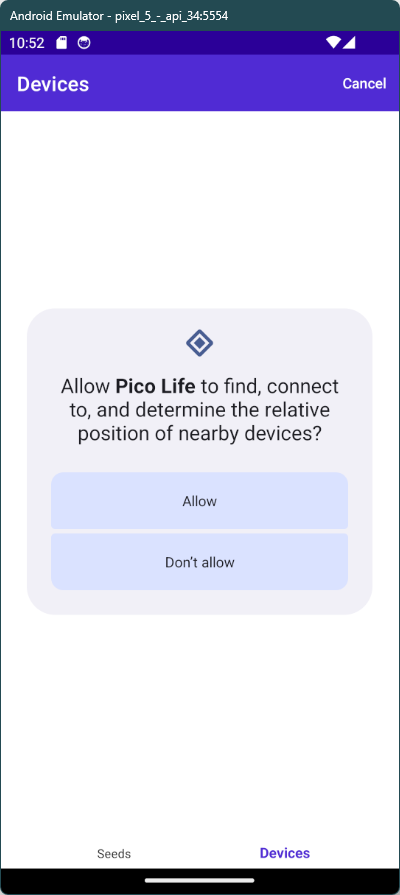 Android Emulator - pixel_5_-_api_34:5554
10:52
Devices
Cancel
Allow Pico Life to find, connect
to, and determine the relative
position of nearby devices?
Allow
Don't allow
Seeds
Devices